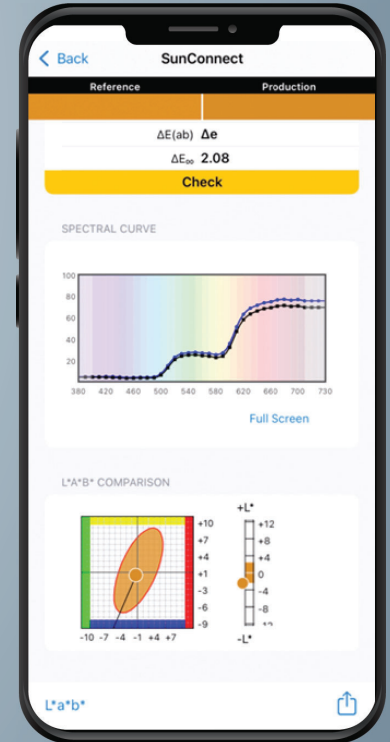 Back SunConnect
Reference Production
ΔE(ab) Δe
ΔE₀₀ 2.08
Check
SPECTRAL CURVE
100
80
60
40
20
380 420 460 500 540 580 620 660 700 730
Full Screen
L*A*B* COMPARISON
+L*
+10 +12
+7 +8
+4 +4
+1 0
-3 -4
-6 -8
-9
-10 -7 -4 -1 +4 +7
-L*
L*a*b*